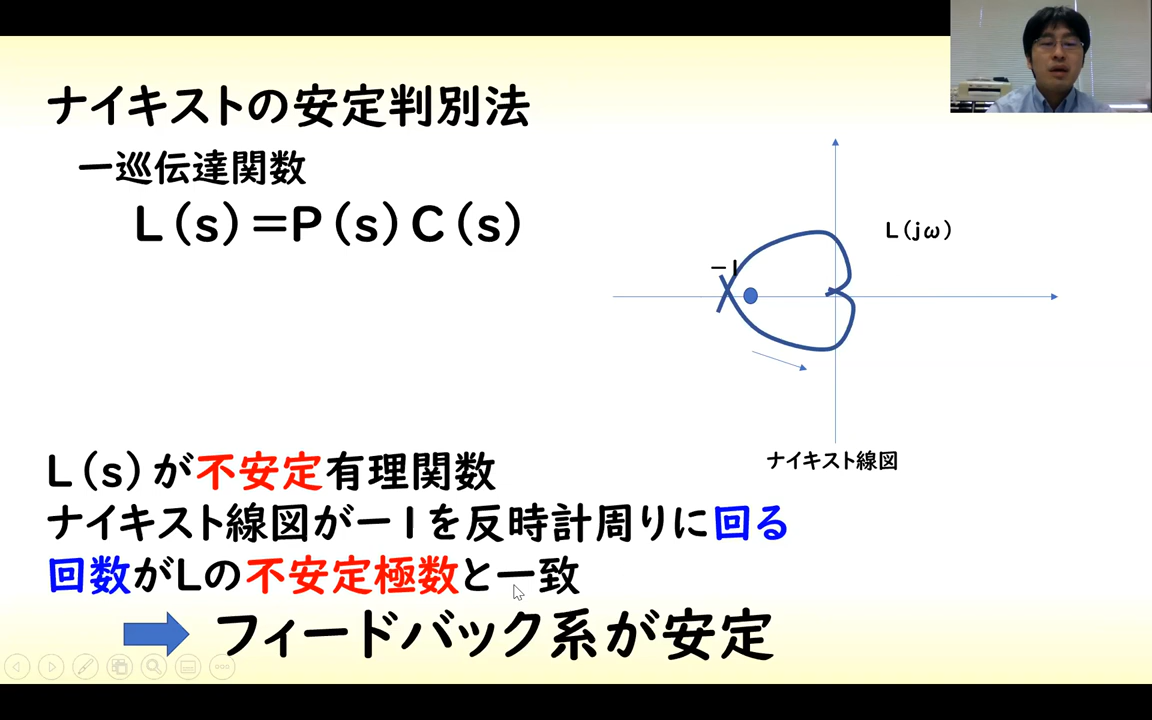 ナイキストの安定判別法
一巡伝達関数
L(s)=P(s)C(s)
L(jω)
−1
ナイキスト線図
L(s)が不安定有理関数
ナイキスト線図が−1を反時計周りに回る
回数がLの不安定極数と一致
フィードバック系が安定